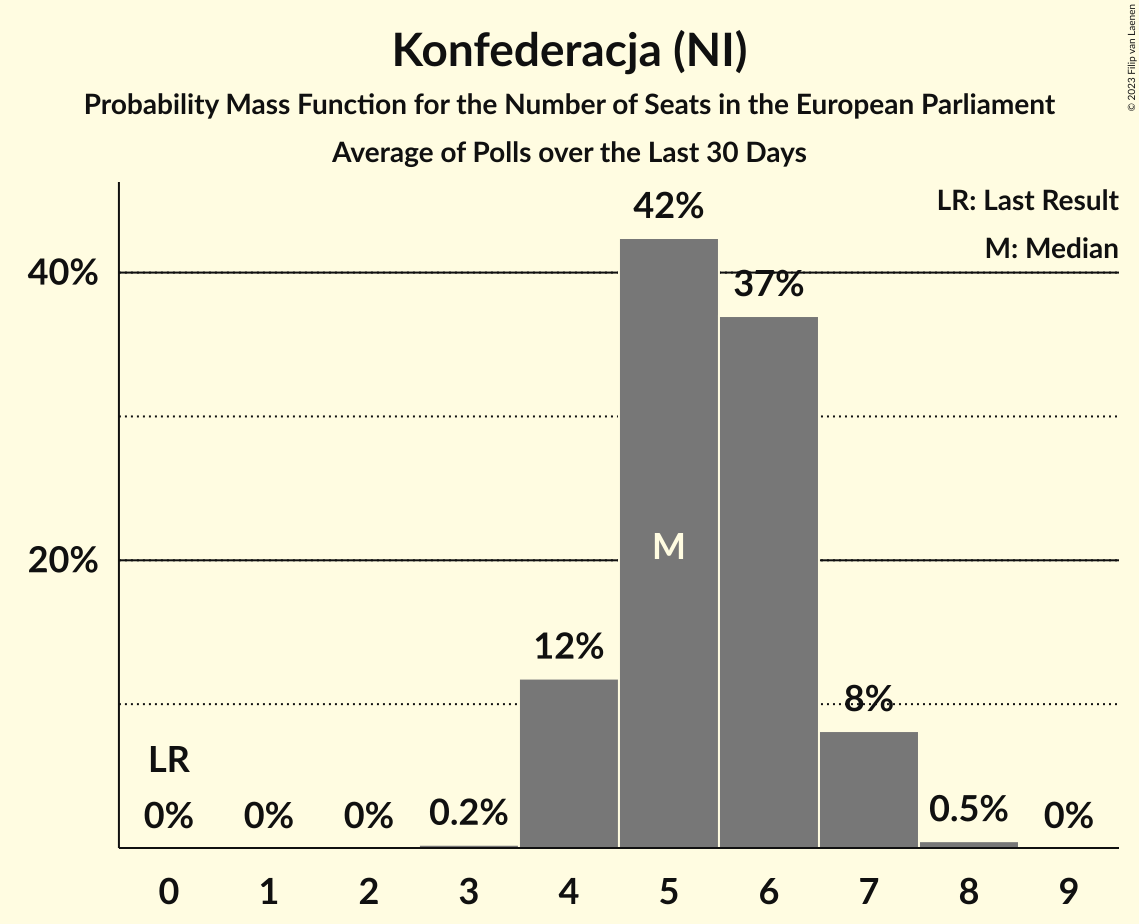 Konfederacja (NI)
Probability Mass Function for the Number of Seats in the European Parliament
Average of Polls over the Last 30 Days
© 2023 Filip van Laenen
LR: Last Result
M: Median
42%
40%
37%
M
20%
12%
8%
LR
0%
0%
0%
0.2%
0.5%
0%
0 1 2 3 4 5 6 7 8 9